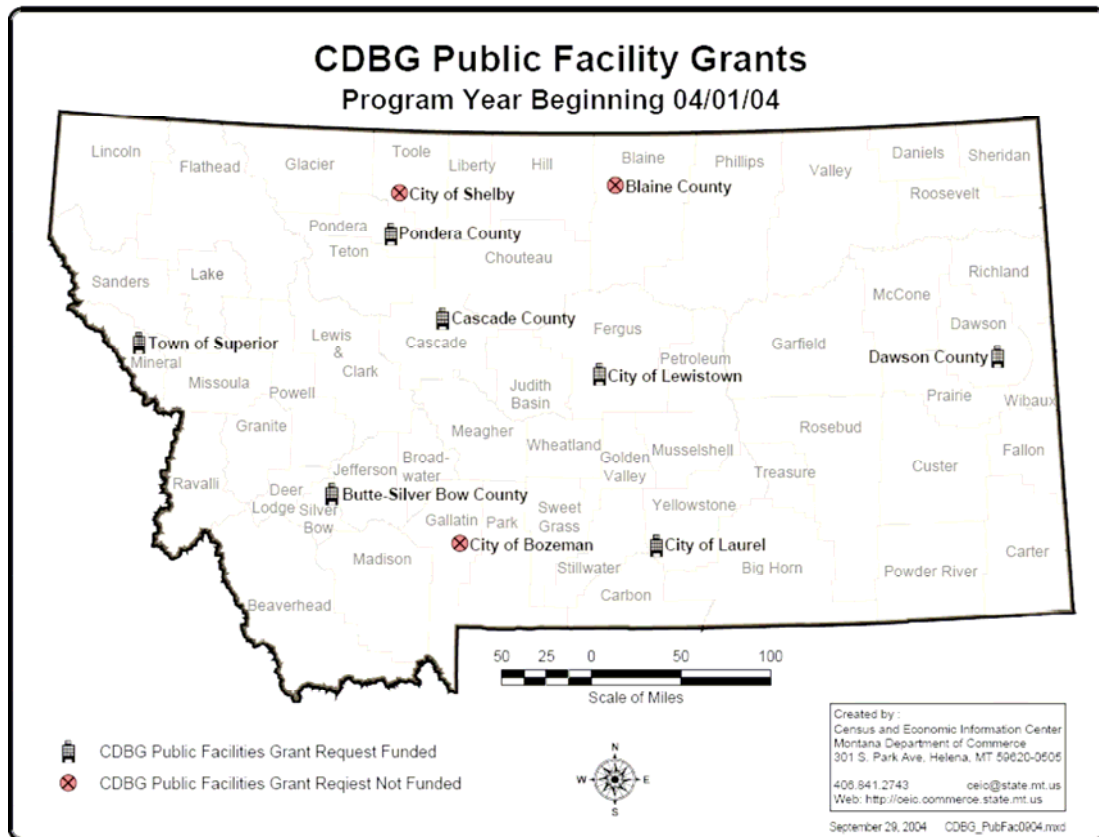 CDBG Public Facility Grants
Program Year Beginning 04/01/04
Lincoln
Flathead
Glacier
Toole
Liberty
Hill
Blaine
Phillips
Valley
Daniels
Sheridan
Roosevelt
City of Shelby
Blaine County
Pondera
Pondera County
Teton
Chouteau
Sanders
Lake
Richland
McCone
Cascade County
Dawson
Town of Superior
Mineral
Lewis
&
Clark
Cascade
Fergus
Garfield
Petroleum
Dawson County
City of Lewistown
Missoula
Powell
Judith
Basin
Prairie
Wibaux
Granite
Meagher
Wheatland
Golden
Valley
Musselshell
Rosebud
Fallon
Ravalli
Jefferson
Broad-
water
Treasure
Custer
Deer
Lodge
Silver
Bow
Butte-Silver Bow County
Gallatin
Park
Sweet
Grass
Yellowstone
Madison
City of Bozeman
City of Laurel
Stillwater
Big Horn
Carter
Powder River
Carbon
Beaverhead
50 25 0 50 100
Scale of Miles
CDBG Public Facilities Grant Request Funded
CDBG Public Facilities Grant Reqiest Not Funded
N
W E
S
Created by :
Census and Economic Information Center
Montana Department of Commerce
301 S. Park Ave, Helena, MT 59620-0505
406.841.2743 ceic@state.mt.us
Web: http://ceic.commerce.state.mt.us
September 29, 2004 CDBG_PubFac0904.mxd